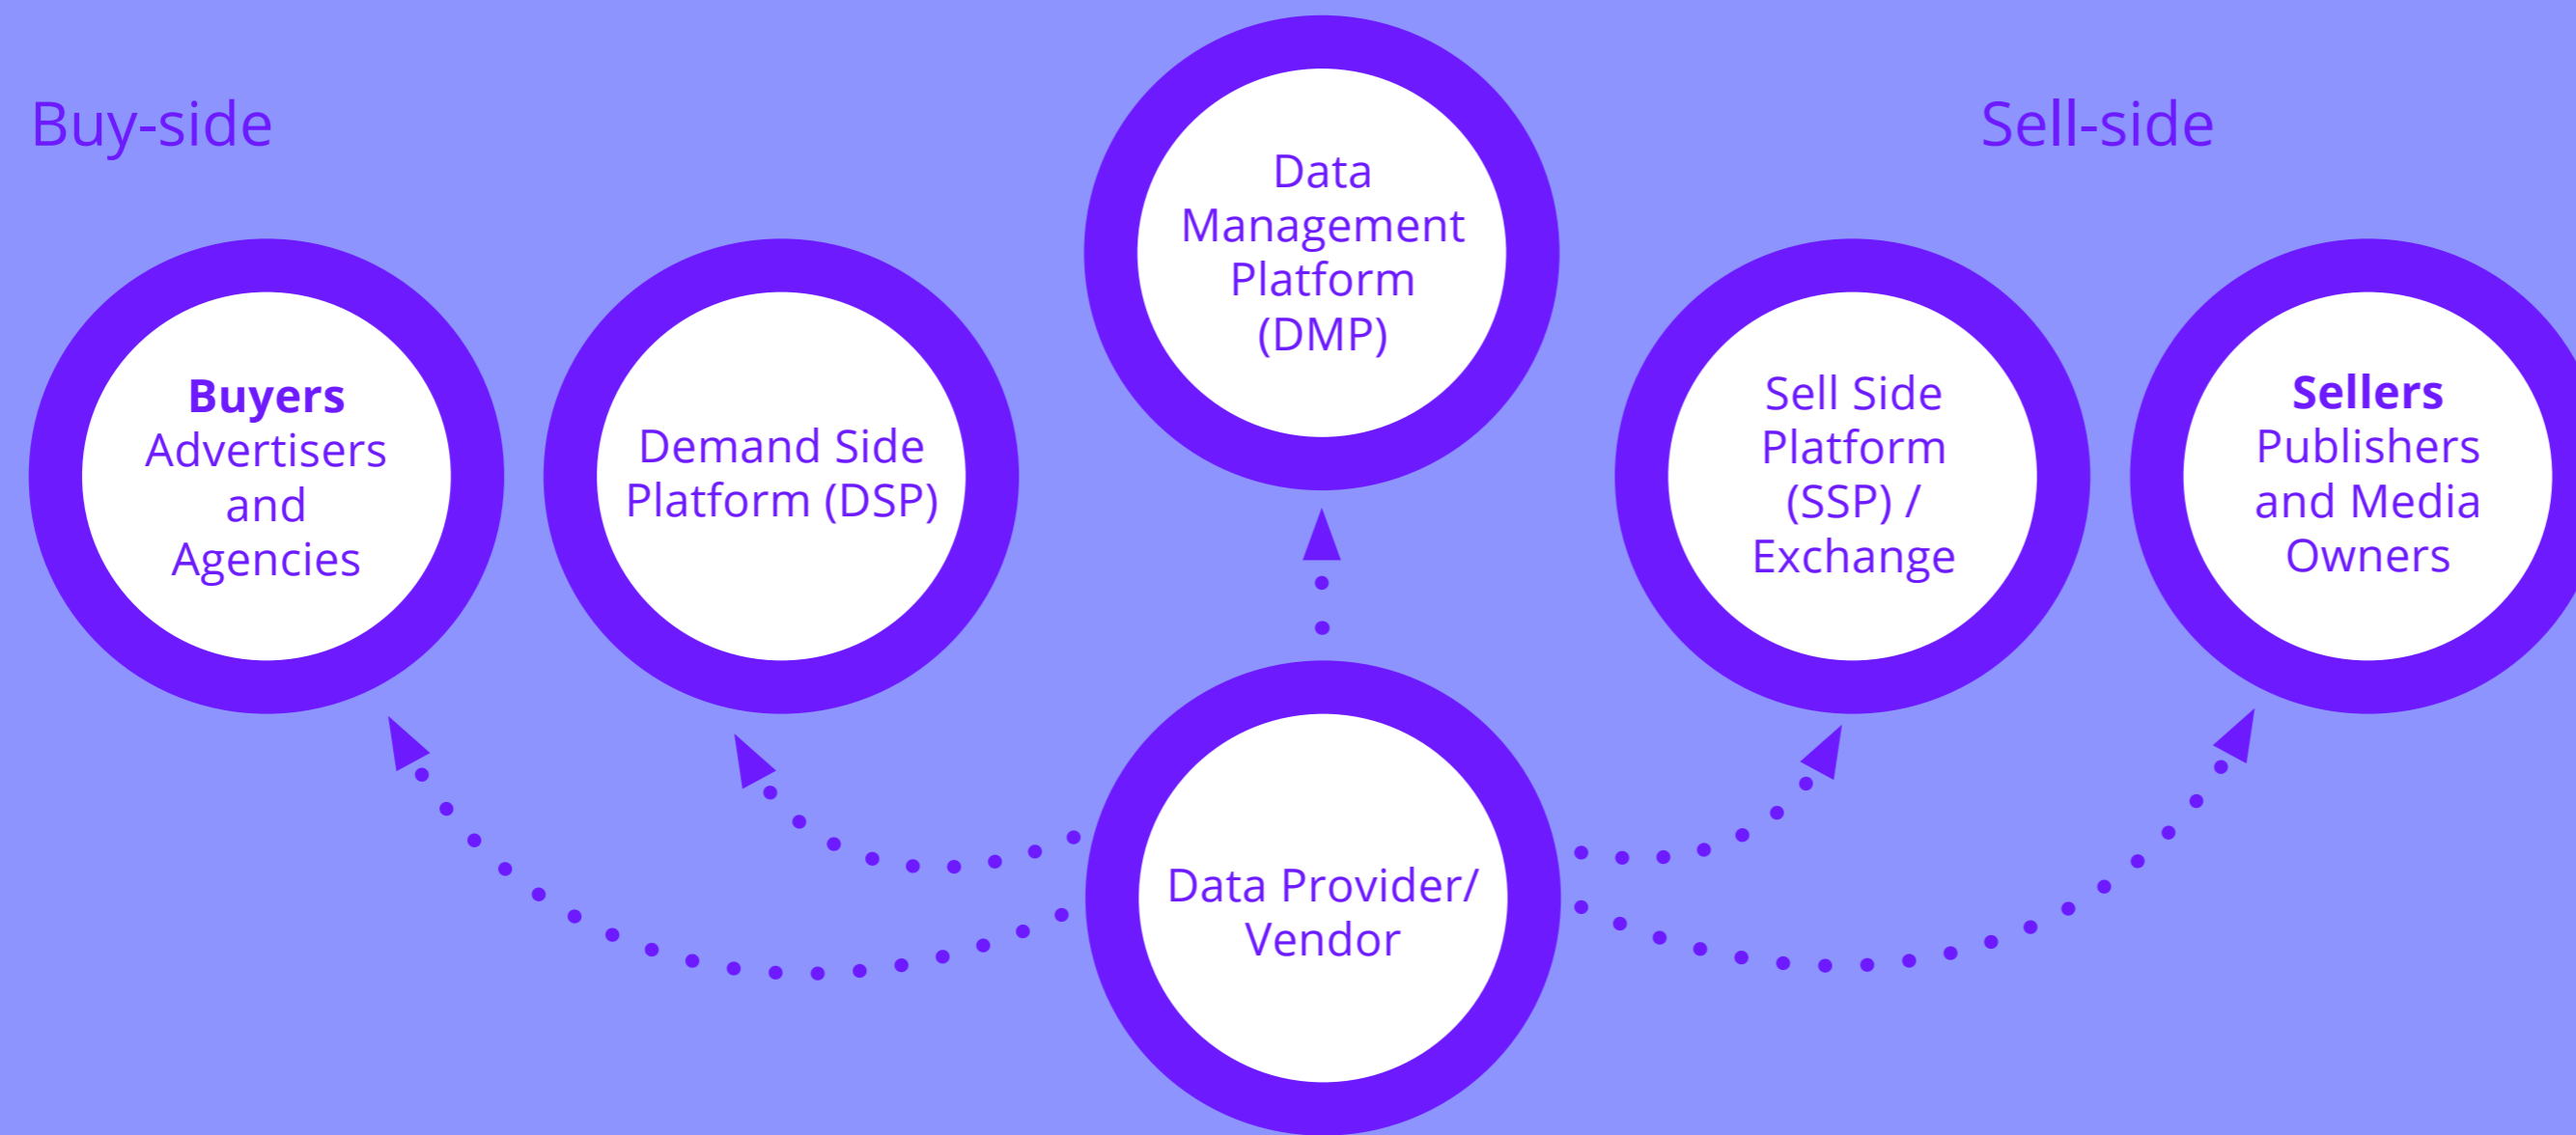 Buy-side
Sell-side
Data
Management
Platform
(DMP)
Buyers
Advertisers
and
Agencies
Demand Side
Platform (DSP)
Sell Side
Platform
(SSP) /
Exchange
Sellers
Publishers
and Media
Owners
Data Provider/
Vendor